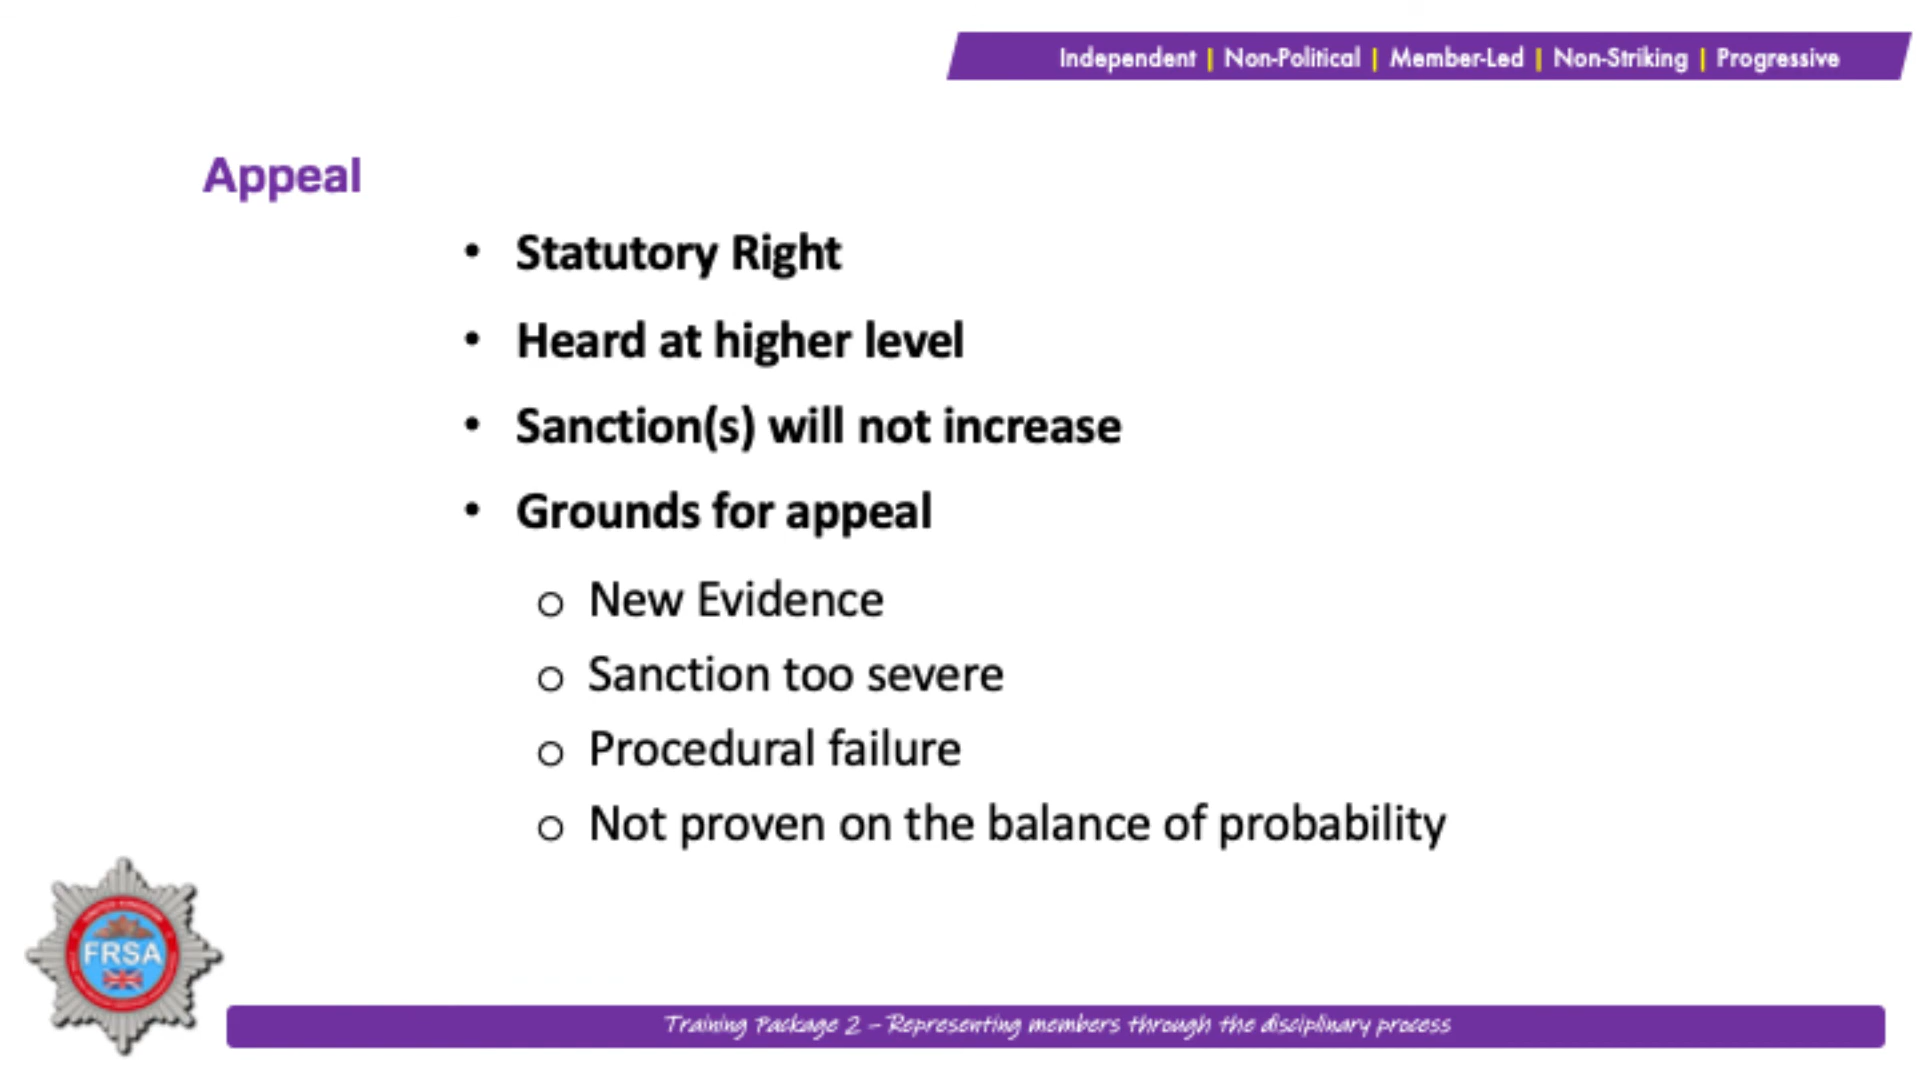 Independent | Non-Political | Member-Led | Non-Striking | Progressive
Appeal
• Statutory Right
• Heard at higher level
• Sanction(s) will not increase
• Grounds for appeal
o New Evidence
o Sanction too severe
o Procedural failure
o Not proven on the balance of probability
FRSA
Training Package 2 – Representing members through the disciplinary process